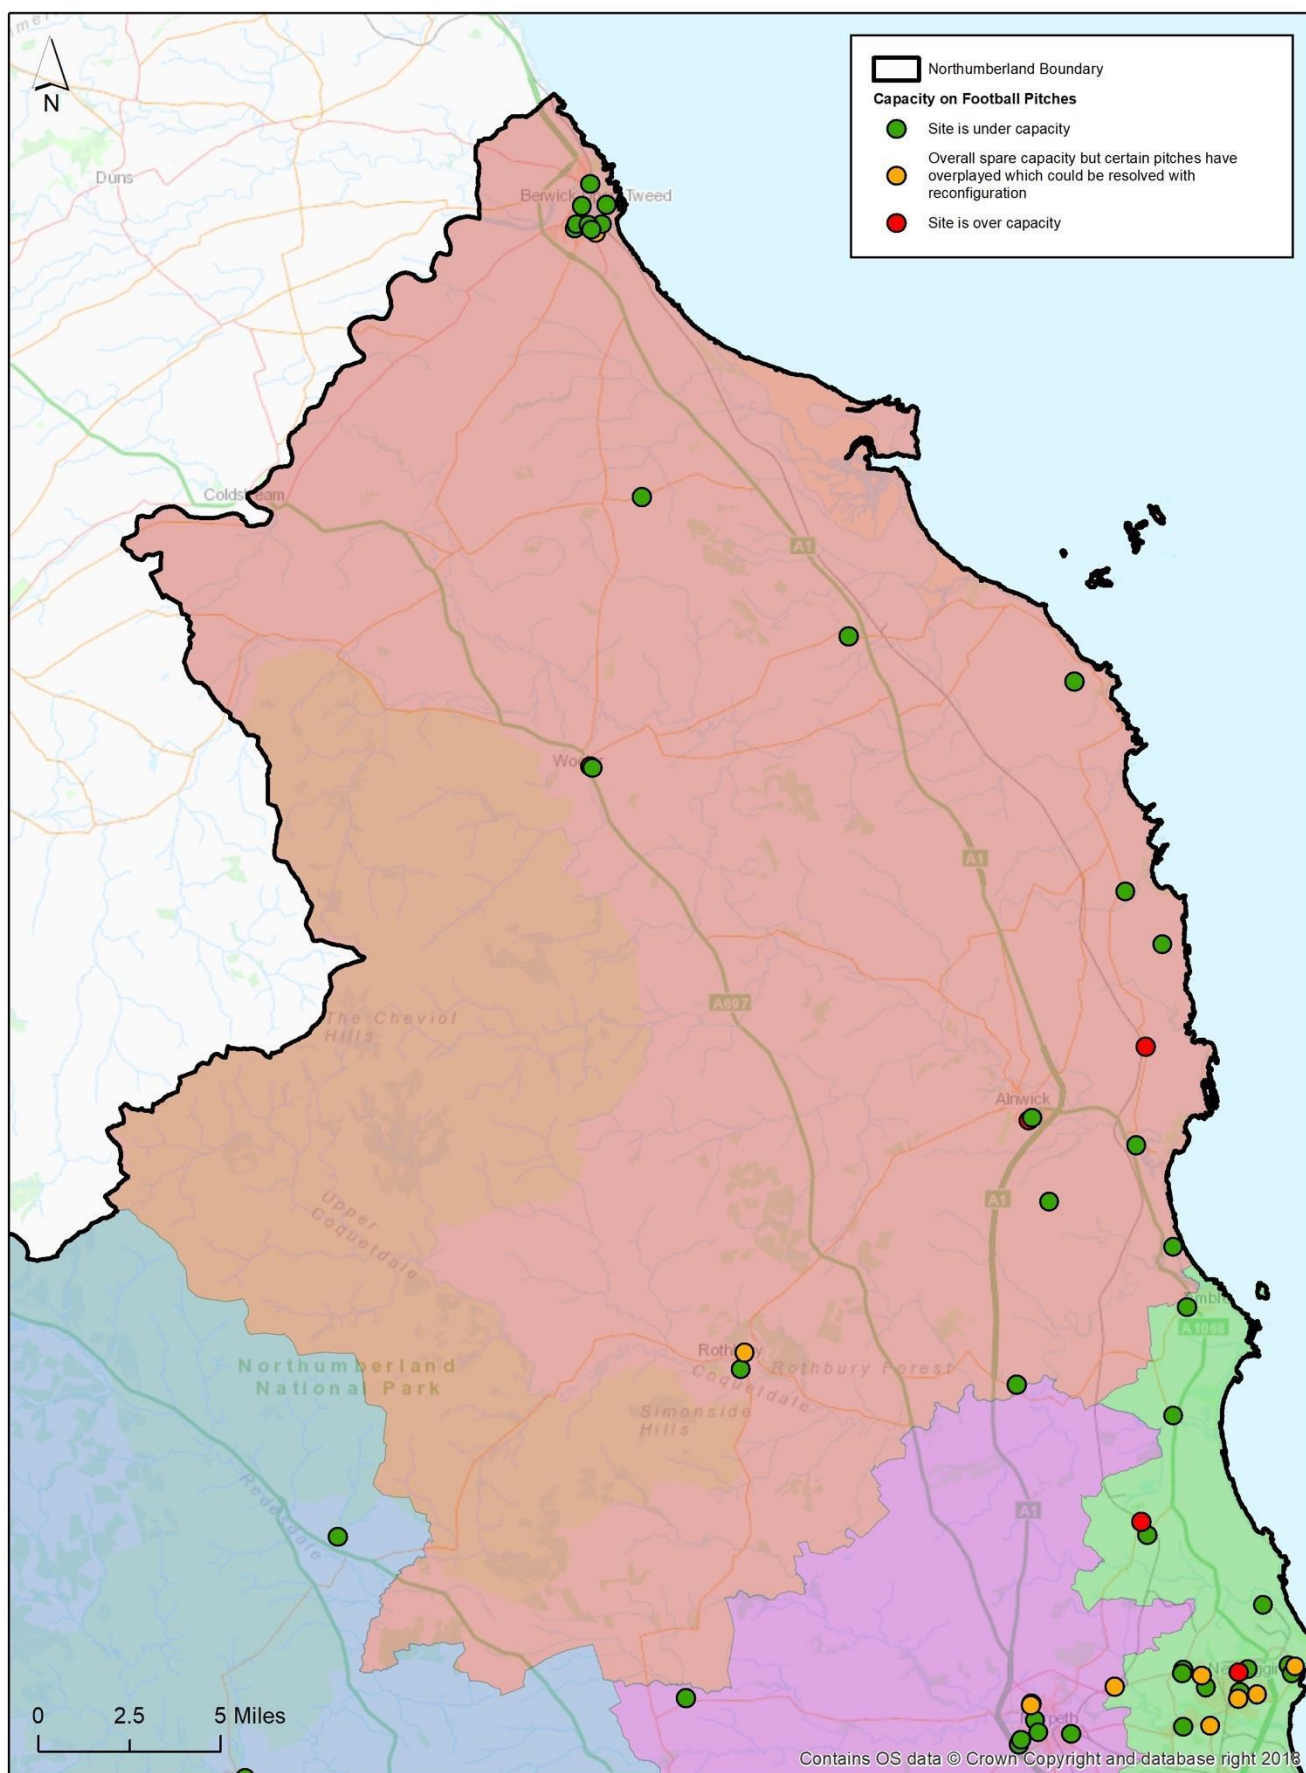 N
Northumberland Boundary
Capacity on Football Pitches
Site is under capacity
Overall spare capacity but certain pitches have
overplayed which could be resolved with
reconfiguration
Site is over capacity
Duns
Tweed
Coldstream
A1
A1
A697
The Cheviot
Hills
Alnwick
A1
Upper
Coquetdale
A1068
Rothbury Forest
Coquetdale
Northumberland
National Park
Simonside
Hills
A1
Redesdale
0 2.5 5 Miles
Contains OS data © Crown Copyright and database right 2018